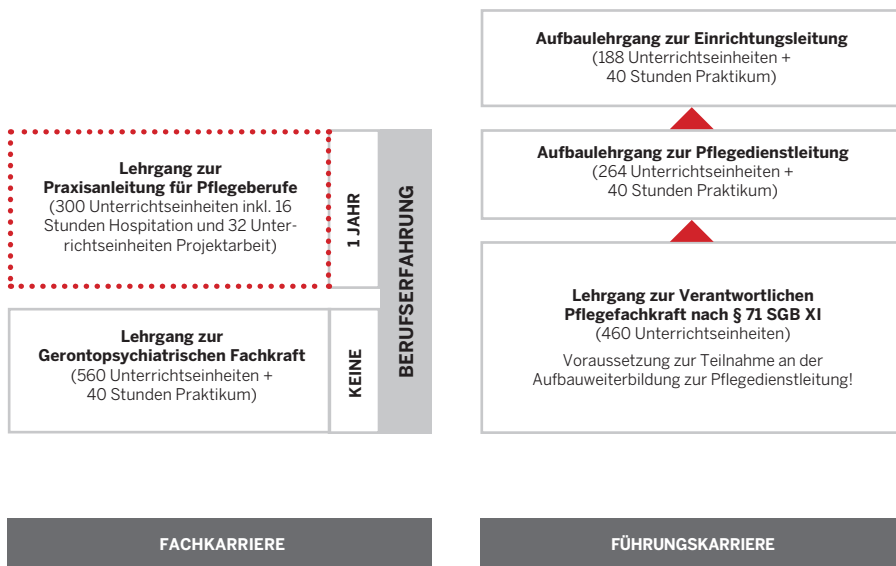 Lehrgang zur
Praxisanleitung für Pflegeberufe
(300 Unterrichtseinheiten inkl. 16
Stunden Hospitation und 32 Unter-
richtseinheiten Projektarbeit)
1 JAHR
Lehrgang zur
Gerontopsychiatrischen Fachkraft
(560 Unterrichtseinheiten +
40 Stunden Praktikum)
KEINE
BERUFSERFAHRUNG
FACHKARRIERE
Aufbaulehrgang zur Einrichtungsleitung
(188 Unterrichtseinheiten +
40 Stunden Praktikum)
Aufbaulehrgang zur Pflegedienstleitung
(264 Unterrichtseinheiten +
40 Stunden Praktikum)
Lehrgang zur Verantwortlichen
Pflegefachkraft nach § 71 SGB XI
(460 Unterrichtseinheiten)
Voraussetzung zur Teilnahme an der
Aufbauweiterbildung zur Pflegedienstleitung!
FÜHRUNGSKARRIERE